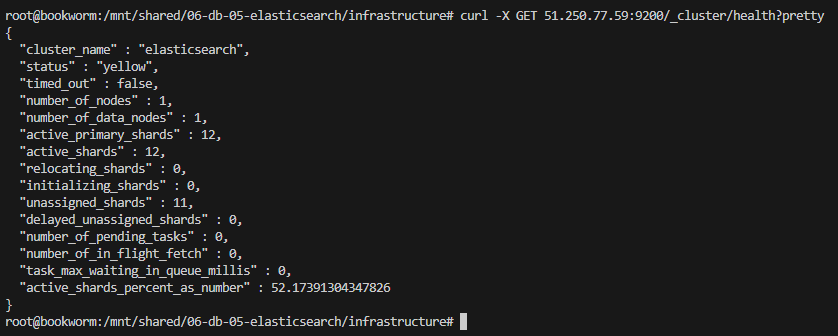 root@bookworm:/mnt/shared/06-db-05-elasticsearch/infrastructure# curl -X GET 51.250.77.59:9200/_cluster/health?pretty
{
  "cluster_name" : "elasticsearch",
  "status" : "yellow",
  "timed_out" : false,
  "number_of_nodes" : 1,
  "number_of_data_nodes" : 1,
  "active_primary_shards" : 12,
  "active_shards" : 12,
  "relocating_shards" : 0,
  "initializing_shards" : 0,
  "unassigned_shards" : 11,
  "delayed_unassigned_shards" : 0,
  "number_of_pending_tasks" : 0,
  "number_of_in_flight_fetch" : 0,
  "task_max_waiting_in_queue_millis" : 0,
  "active_shards_percent_as_number" : 52.17391304347826
}
root@bookworm:/mnt/shared/06-db-05-elasticsearch/infrastructure#